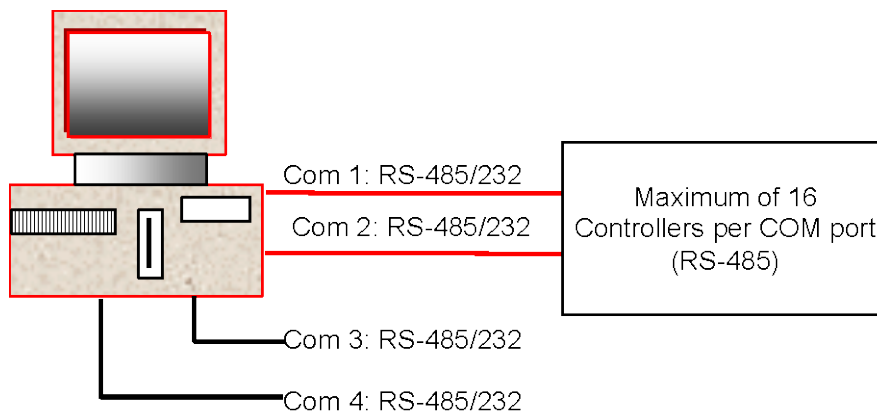 Com 1: RS-485/232
Com 2: RS-485/232
Maximum of 16
Controllers per COM port
(RS-485)
Com 3: RS-485/232
Com 4: RS-485/232